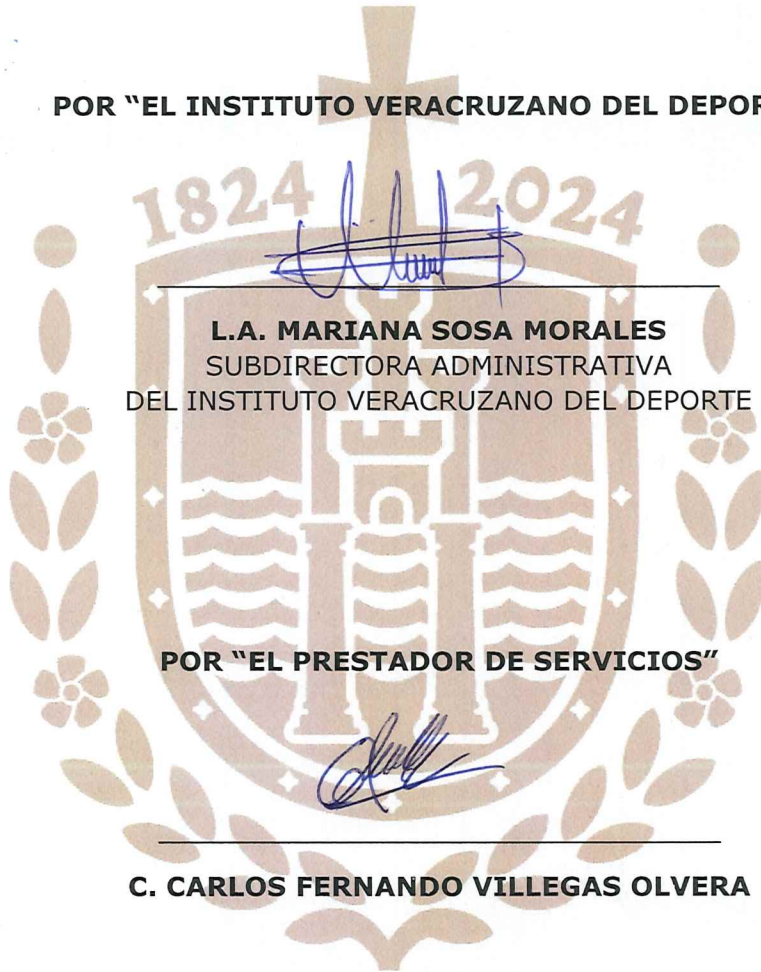 POR “EL INSTITUTO VERACRUZANO DEL DEPOR
1824 2024
L.A. MARIANA SOSA MORALES
SUBDIRECTORA ADMINISTRATIVA
DEL INSTITUTO VERACRUZANO DEL DEPORTE
POR “EL PRESTADOR DE SERVICIOS”
C. CARLOS FERNANDO VILLEGAS OLVERA